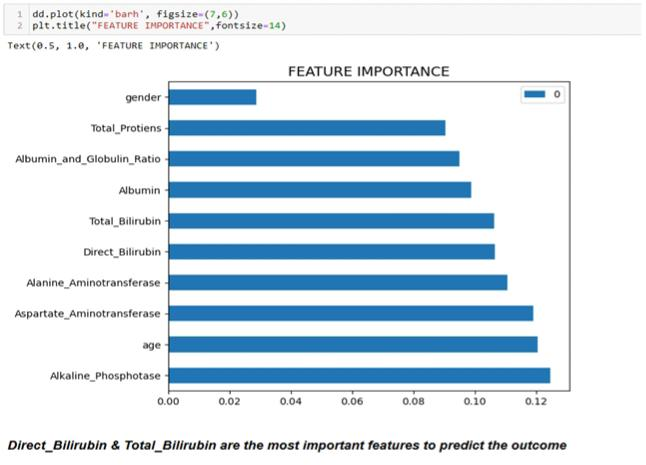 1 dd.plot(kind='barh', figsize=(7,6))
2 plt.title("FEATURE IMPORTANCE",fontsize=14)
Text(0.5, 1.0, 'FEATURE IMPORTANCE')
FEATURE IMPORTANCE
gender
0
Total_Protiens
Albumin_and_Globulin_Ratio
Albumin
Total_Bilirubin
Direct_Bilirubin
Alanine_Aminotransferase
Aspartate_Aminotransferase
age
Alkaline_Phosphotase
0.00 0.02 0.04 0.06 0.08 0.10 0.12
Direct_Bilirubin & Total_Bilirubin are the most important features to predict the outcome